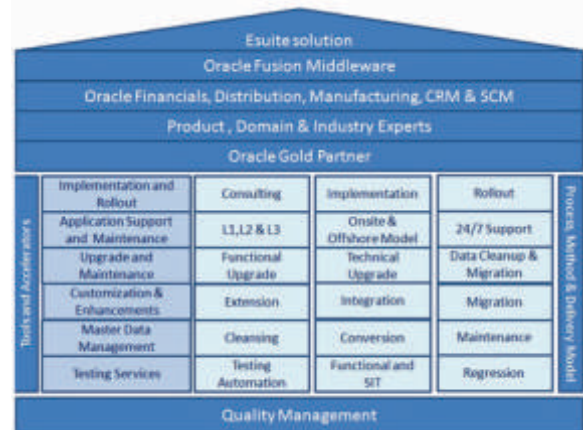 Esuite solution
Oracle Fusion Middleware
Oracle Financials, Distribution, Manufacturing, CRM & SCM
Product , Domain & Industry Experts
Oracle Gold Partner
Tools and Accelerators
Implementation and
Rollout
Consulting
Implementation
Rollout
Application Support
and Maintenance
L1,L2 & L3
Onsite &
Offshore Model
24/7 Support
Upgrade and
Maintenance
Functional
Upgrade
Technical
Upgrade
Data Cleanup &
Migration
Customization &
Enhancements
Extension
Integration
Migration
Master Data
Management
Cleansing
Conversion
Maintenance
Testing Services
Testing
Automation
Functional and
SIT
Regression
Process, Method & Delivery Model
Quality Management